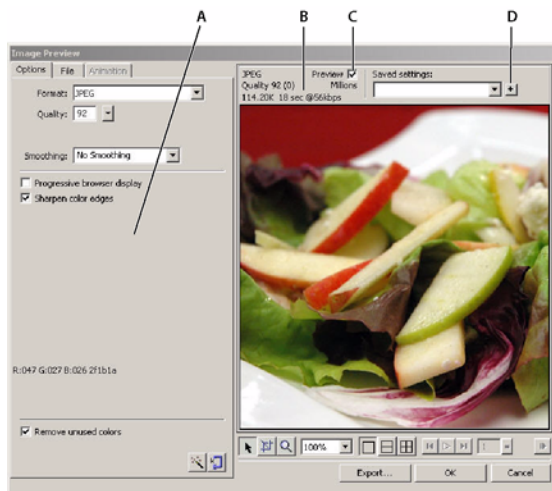 A
B
C
D
Image Preview
Options File Animation
Format: JPEG
Quality: 92
Smoothing: No Smoothing
Progressive browser display
Sharpen color edges
R:047 G:027 B:026 2f1b1a
Remove unused colors
JPEG Preview
Quality 92 (0) Millions
114.20K 18 sec @56kbps
Saved settings:
100%
1
Export... OK Cancel